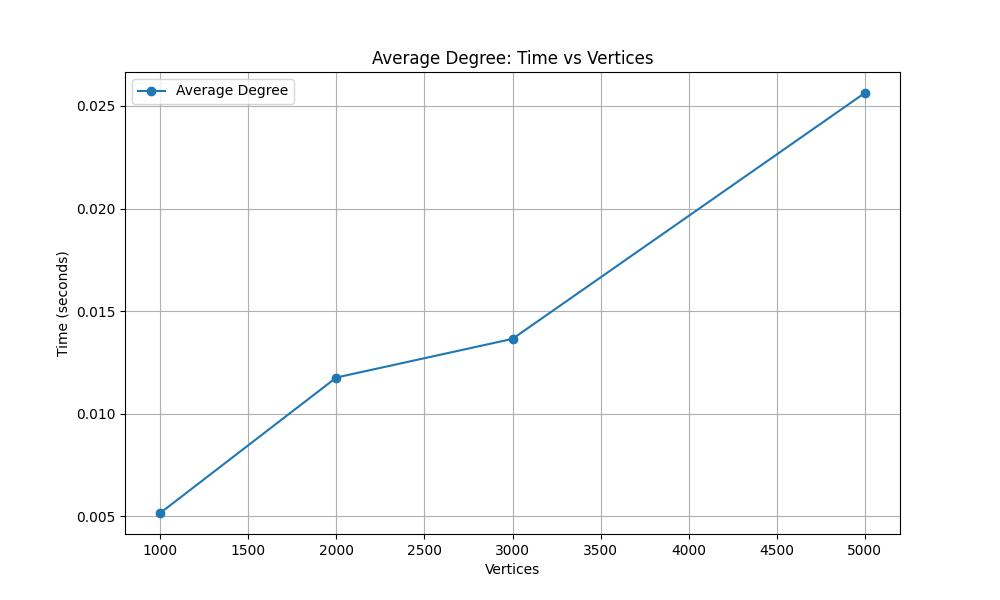 Average Degree: Time vs Vertices
Average Degree
Time (seconds)
0.025
0.020
0.015
0.010
0.005
1000 1500 2000 2500 3000 3500 4000 4500 5000
Vertices